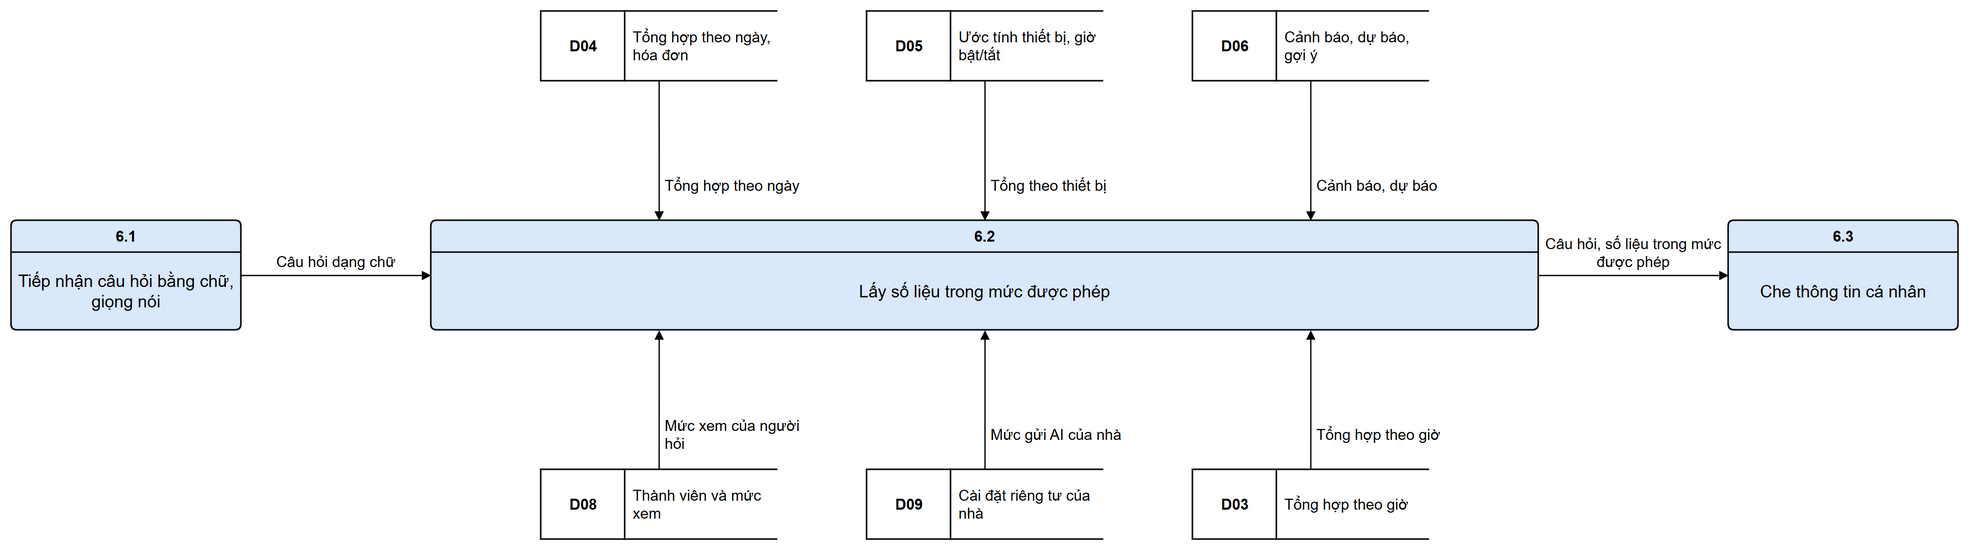 D04
Tổng hợp theo ngày,
hóa đơn
D05
Ước tính thiết bị, giờ
bật/tắt
D06
Cảnh báo, dự báo,
gợi ý
Tổng hợp theo ngày
Tổng theo thiết bị
Cảnh báo, dự báo
6.1
Tiếp nhận câu hỏi bằng chữ,
giọng nói
Câu hỏi dạng chữ
6.2
Lấy số liệu trong mức được phép
Câu hỏi, số liệu trong mức
được phép
6.3
Che thông tin cá nhân
Mức xem của người
hỏi
Mức gửi AI của nhà
Tổng hợp theo giờ
D08
Thành viên và mức
xem
D09
Cài đặt riêng tư của
nhà
D03
Tổng hợp theo giờ